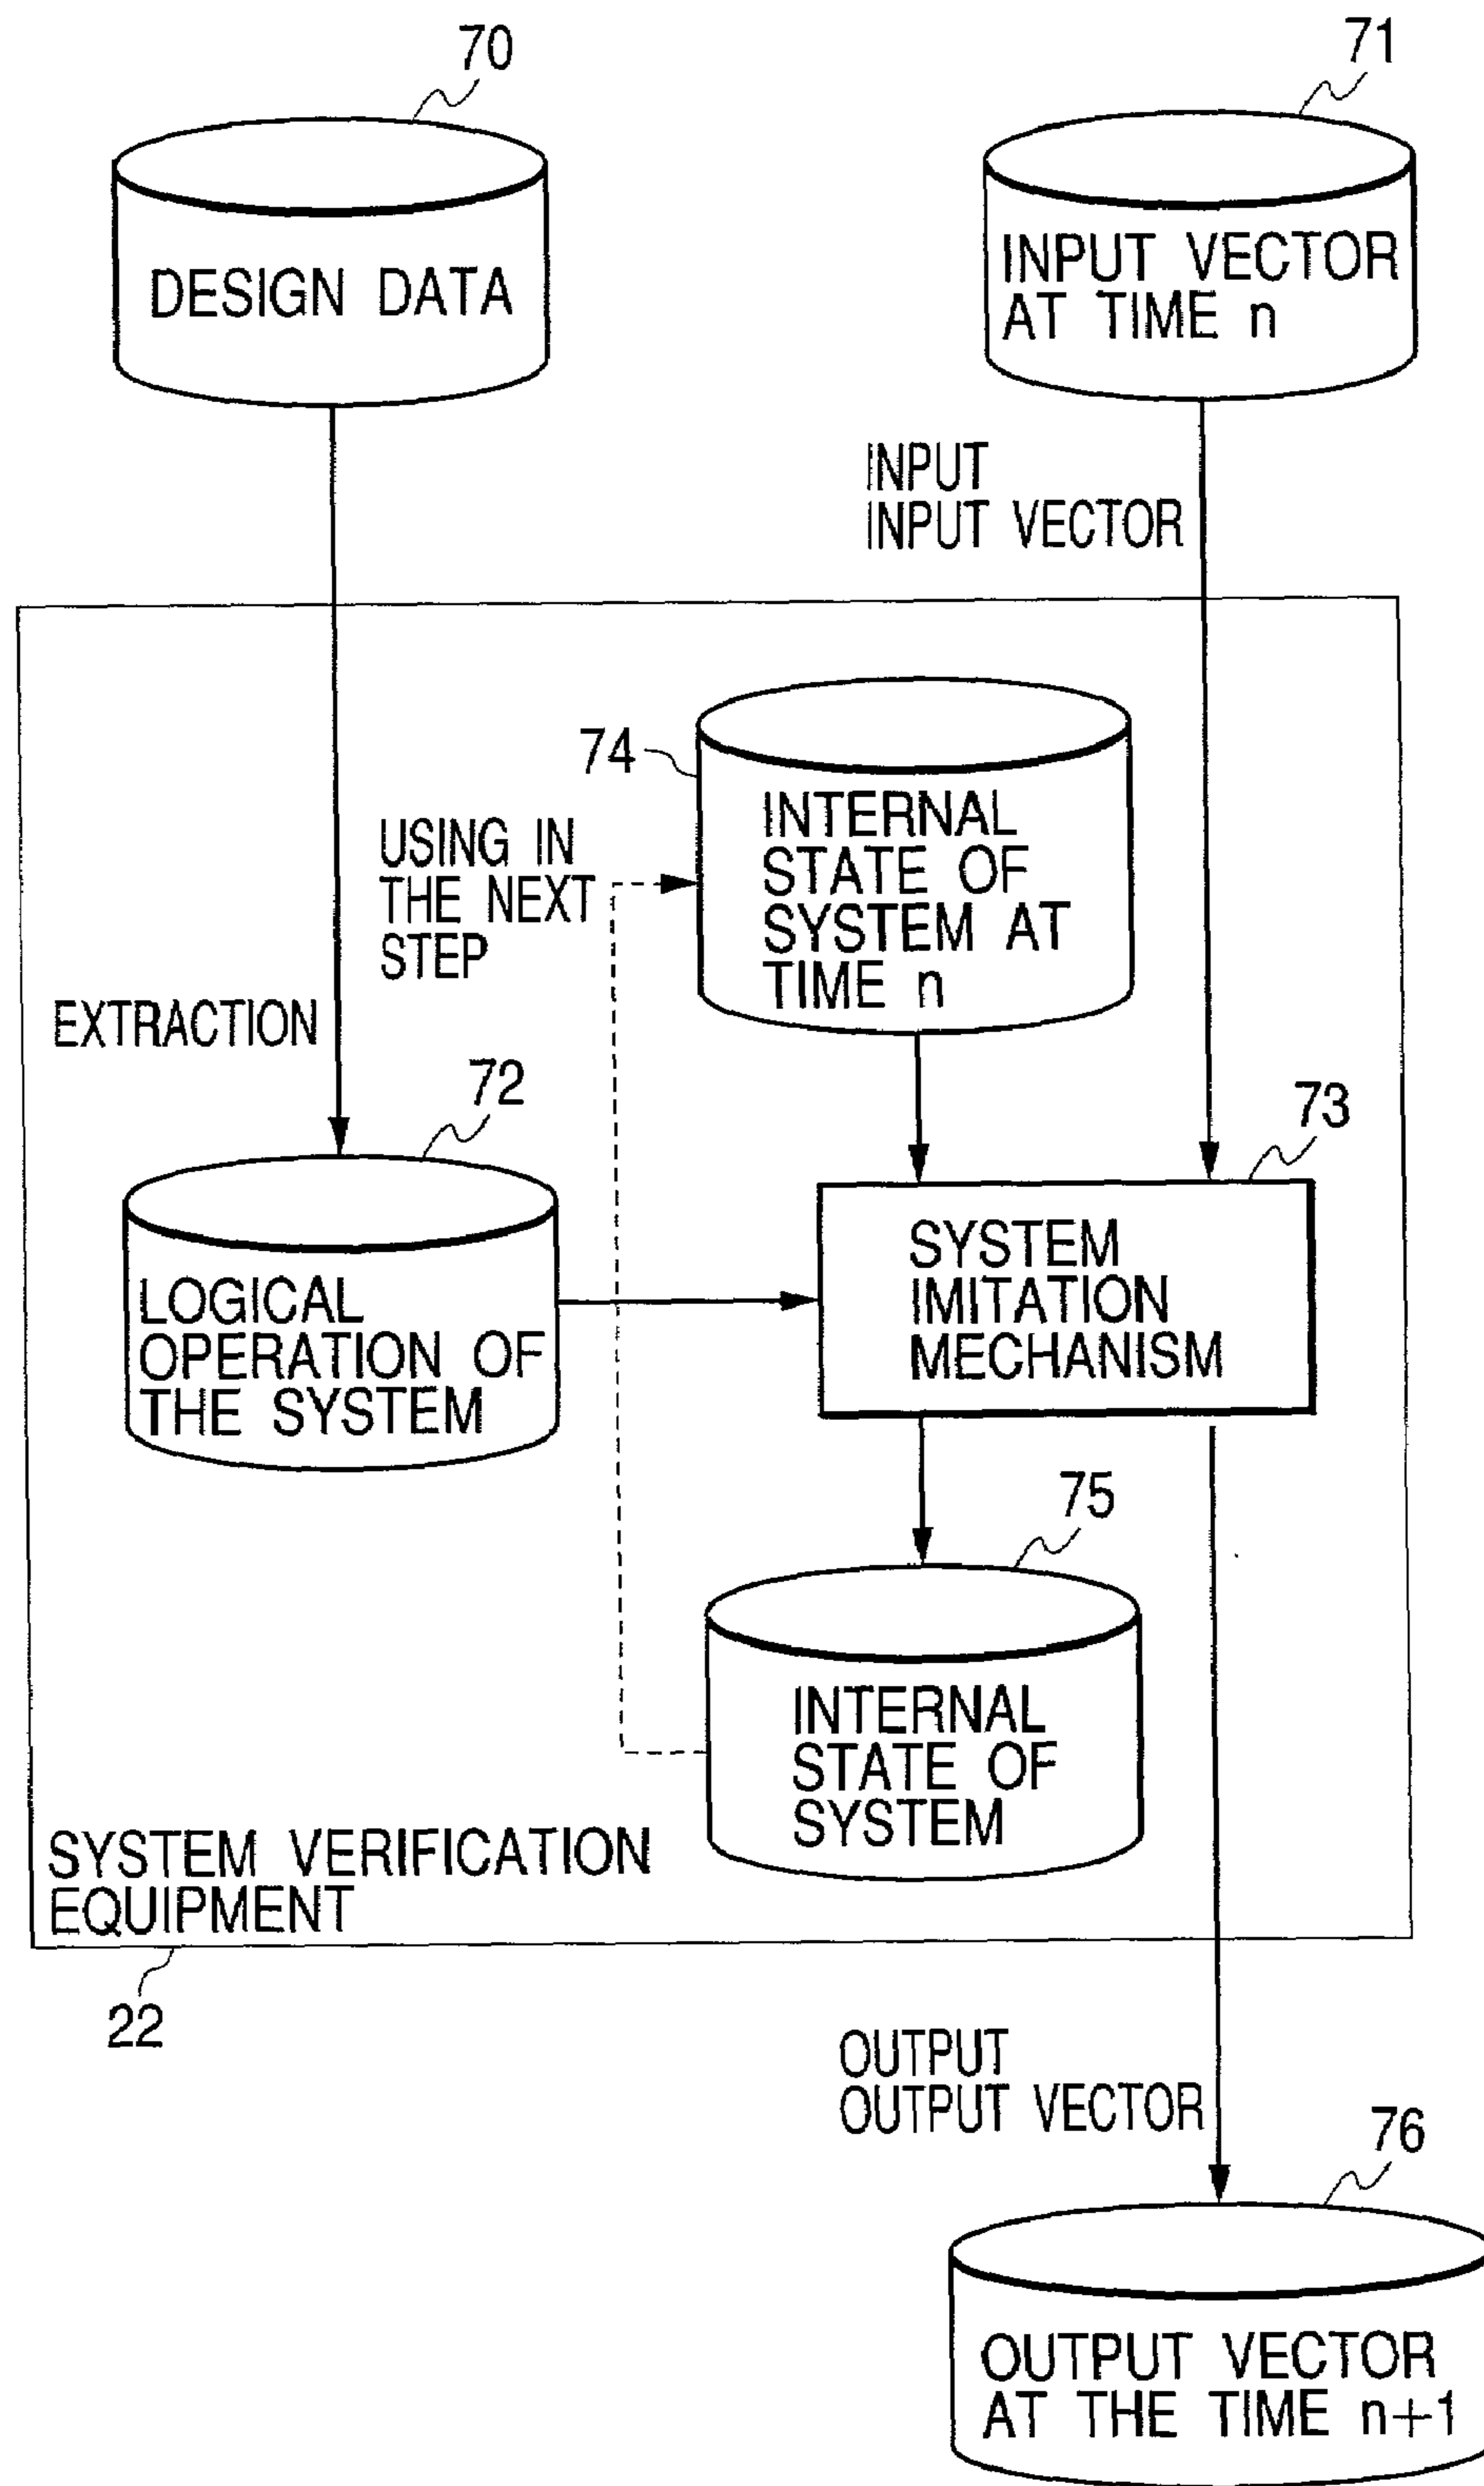 70
71
DESIGN DATA
INPUT VECTOR
AT TIME n
INPUT
INPUT VECTOR
74
INTERNAL
STATE OF
SYSTEM AT
TIME n
USING IN
THE NEXT
STEP
EXTRACTION
72
73
LOGICAL
OPERATION OF
THE SYSTEM
SYSTEM
IMITATION
MECHANISM
75
INTERNAL
STATE OF
SYSTEM
SYSTEM VERIFICATION
EQUIPMENT
22
OUTPUT
OUTPUT VECTOR
76
OUTPUT VECTOR
AT THE TIME n+1